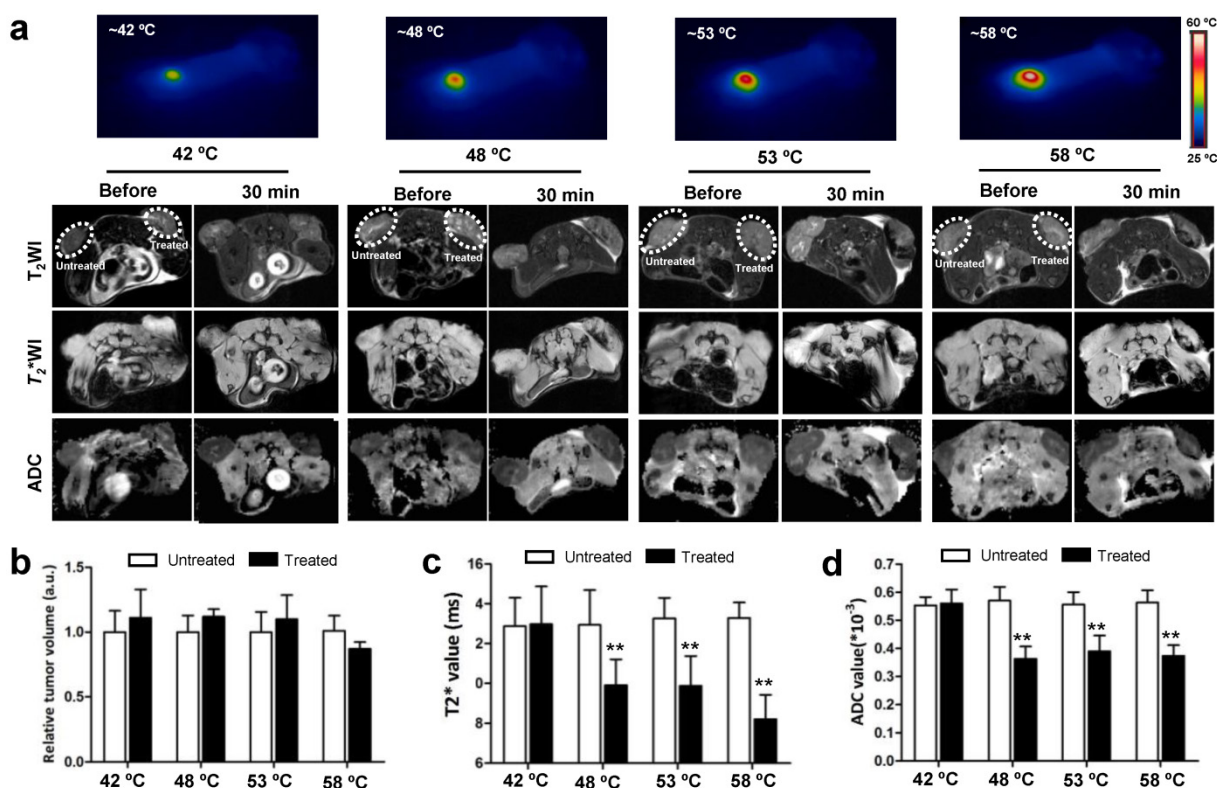 a
~42 ºC
~48 ºC
~53 ºC
~58 ºC
60 ºC
25 ºC
42 ºC
48 ºC
53 ºC
58 ºC
Before
30 min
Before
30 min
Before
30 min
Before
30 min
T2WI
Untreated
Treated
Untreated
Treated
Untreated
Treated
Untreated
Treated
T2*WI
ADC
b
Untreated
Treated
Relative tumor volume (a.u.)
1.5
1.0
0.5
0.0
42 ºC
48 ºC
53 ºC
58 ºC
c
Untreated
Treated
T2* value (ms)
16
4
2
0
8
6
42 ºC
48 ºC
53 ºC
58 ºC
**
**
**
d
Untreated
Treated
ADC value(*10-3)
0.7
0.6
0.5
0.4
0.3
0.2
0.1
0.0
42 ºC
48 ºC
53 ºC
58 ºC
**
**
**